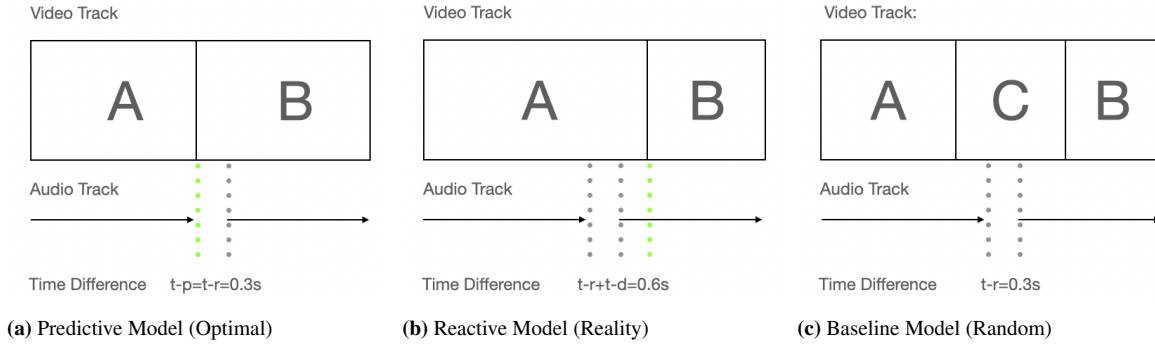 Video Track
A B
Audio Track
Time Difference t-p=t-r=0.3s
(a) Predictive Model (Optimal)
Video Track
A B
Audio Track
Time Difference t-r+t-d=0.6s
(b) Reactive Model (Reality)
Video Track:
A C B
Audio Track
Time Difference t-r=0.3s
(c) Baseline Model (Random)